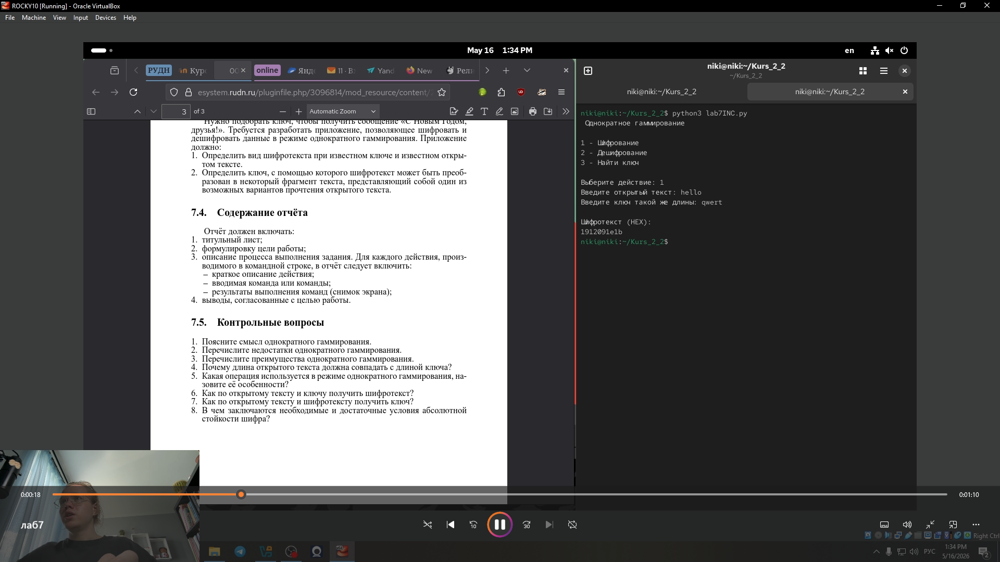 ROCKY10 [Running] - Oracle VirtualBox
File Machine View Input Devices Help
May 16 1:34 PM
en
РУДН
Курс
00
online
Янде
11 · В
Yand
New
Рели
esystem.rudn.ru/pluginfile.php/3096814/mod_resource/content/
3 of 3
Automatic Zoom
Нужно подобрать ключ, чтобы получить сообщение «С Новым Годом,
друзья!». Требуется разработать приложение, позволяющее шифровать и
дешифровать данные в режиме однократного гаммирования. Приложение
должно:
1. Определить вид шифротекста при известном ключе и известном откры-
том тексте.
2. Определить ключ, с помощью которого шифротекст может быть преоб-
разован в некоторый фрагмент текста, представляющий собой один из
возможных вариантов прочтения открытого текста.
7.4. Содержание отчёта
Отчёт должен включать:
1. титульный лист;
2. формулировку цели работы;
3. описание процесса выполнения задания. Для каждого действия, произ-
водимого в командной строке, в отчёт следует включить:
– краткое описание действия;
– вводимая команда или команды;
– результаты выполнения команд (снимок экрана);
4. выводы, согласованные с целью работы.
7.5. Контрольные вопросы
1. Поясните смысл однократного гаммирования.
2. Перечислите недостатки однократного гаммирования.
3. Перечислите преимущества однократного гаммирования.
4. Почему длина открытого текста должна совпадать с длиной ключа?
5. Какая операция используется в режиме однократного гаммирования, на-
зовите её особенности?
6. Как по открытому тексту и ключу получить шифротекст?
7. Как по открытому тексту и шифротексту получить ключ?
8. В чем заключаются необходимые и достаточные условия абсолютной
стойкости шифра?
niki@niki:~/Kurs_2_2
~/Kurs_2_2
niki@niki:~/Kurs_2_2
niki@niki:~/Kurs_2_2
niki@niki:~/Kurs_2_2$ python3 lab7INC.py
Однократное гаммирование
1 - Шифрование
2 - Дешифрование
3 - Найти ключ
Выберите действие: 1
Введите открытый текст: hello
Введите ключ такой же длины: qwert
Шифротекст (HEX):
1912091e1b
niki@niki:~/Kurs_2_2$
0:00:18
0:01:10
лаб7
10
30
Right Ctrl
РУС
1:34 PM
5/16/2026
2